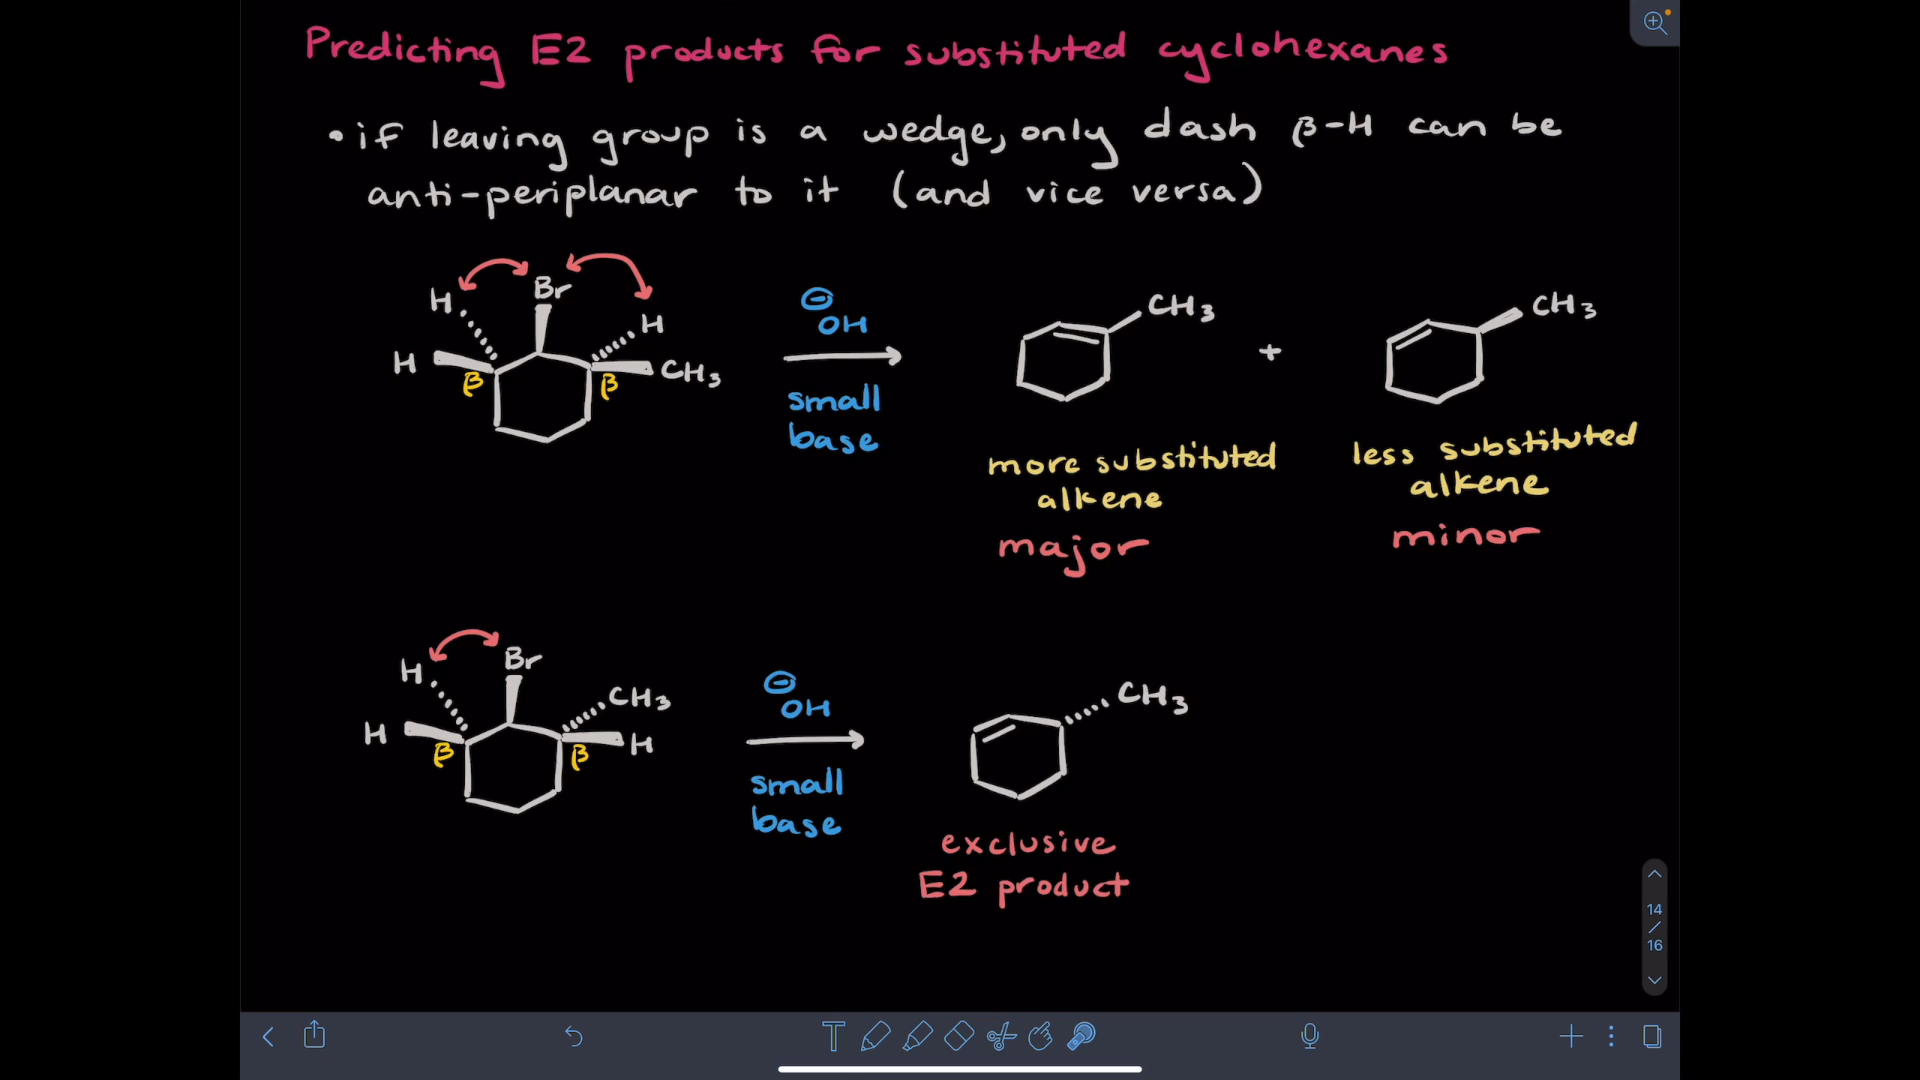 Predicting E2 products for substituted cyclohexanes
• if leaving group is a wedge, only dash β-H can be
anti-periplanar to it (and vice versa)
H Br H
H β β CH₃
⊖
OH
small
base
CH₃
+
CH₃
more substituted
alkene
major
less substituted
alkene
minor
H Br CH₃
H β β H
⊖
OH
small
base
CH₃
exclusive
E2 product
14
/
16
T